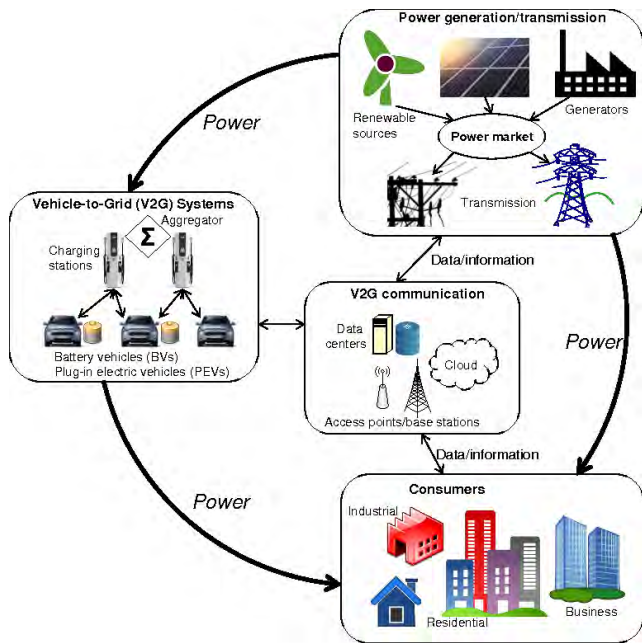 Power generation/transmission
Renewable
sources
Generators
Power market
Transmission
Power
Vehicle-to-Grid (V2G) Systems
Aggregator
Σ
Charging
stations
Battery vehicles (BVs)
Plug-in electric vehicles (PEVs)
Data/information
V2G communication
Data
centers
Cloud
Access points/base stations
Power
Data/information
Power
Consumers
Industrial
Residential
Business